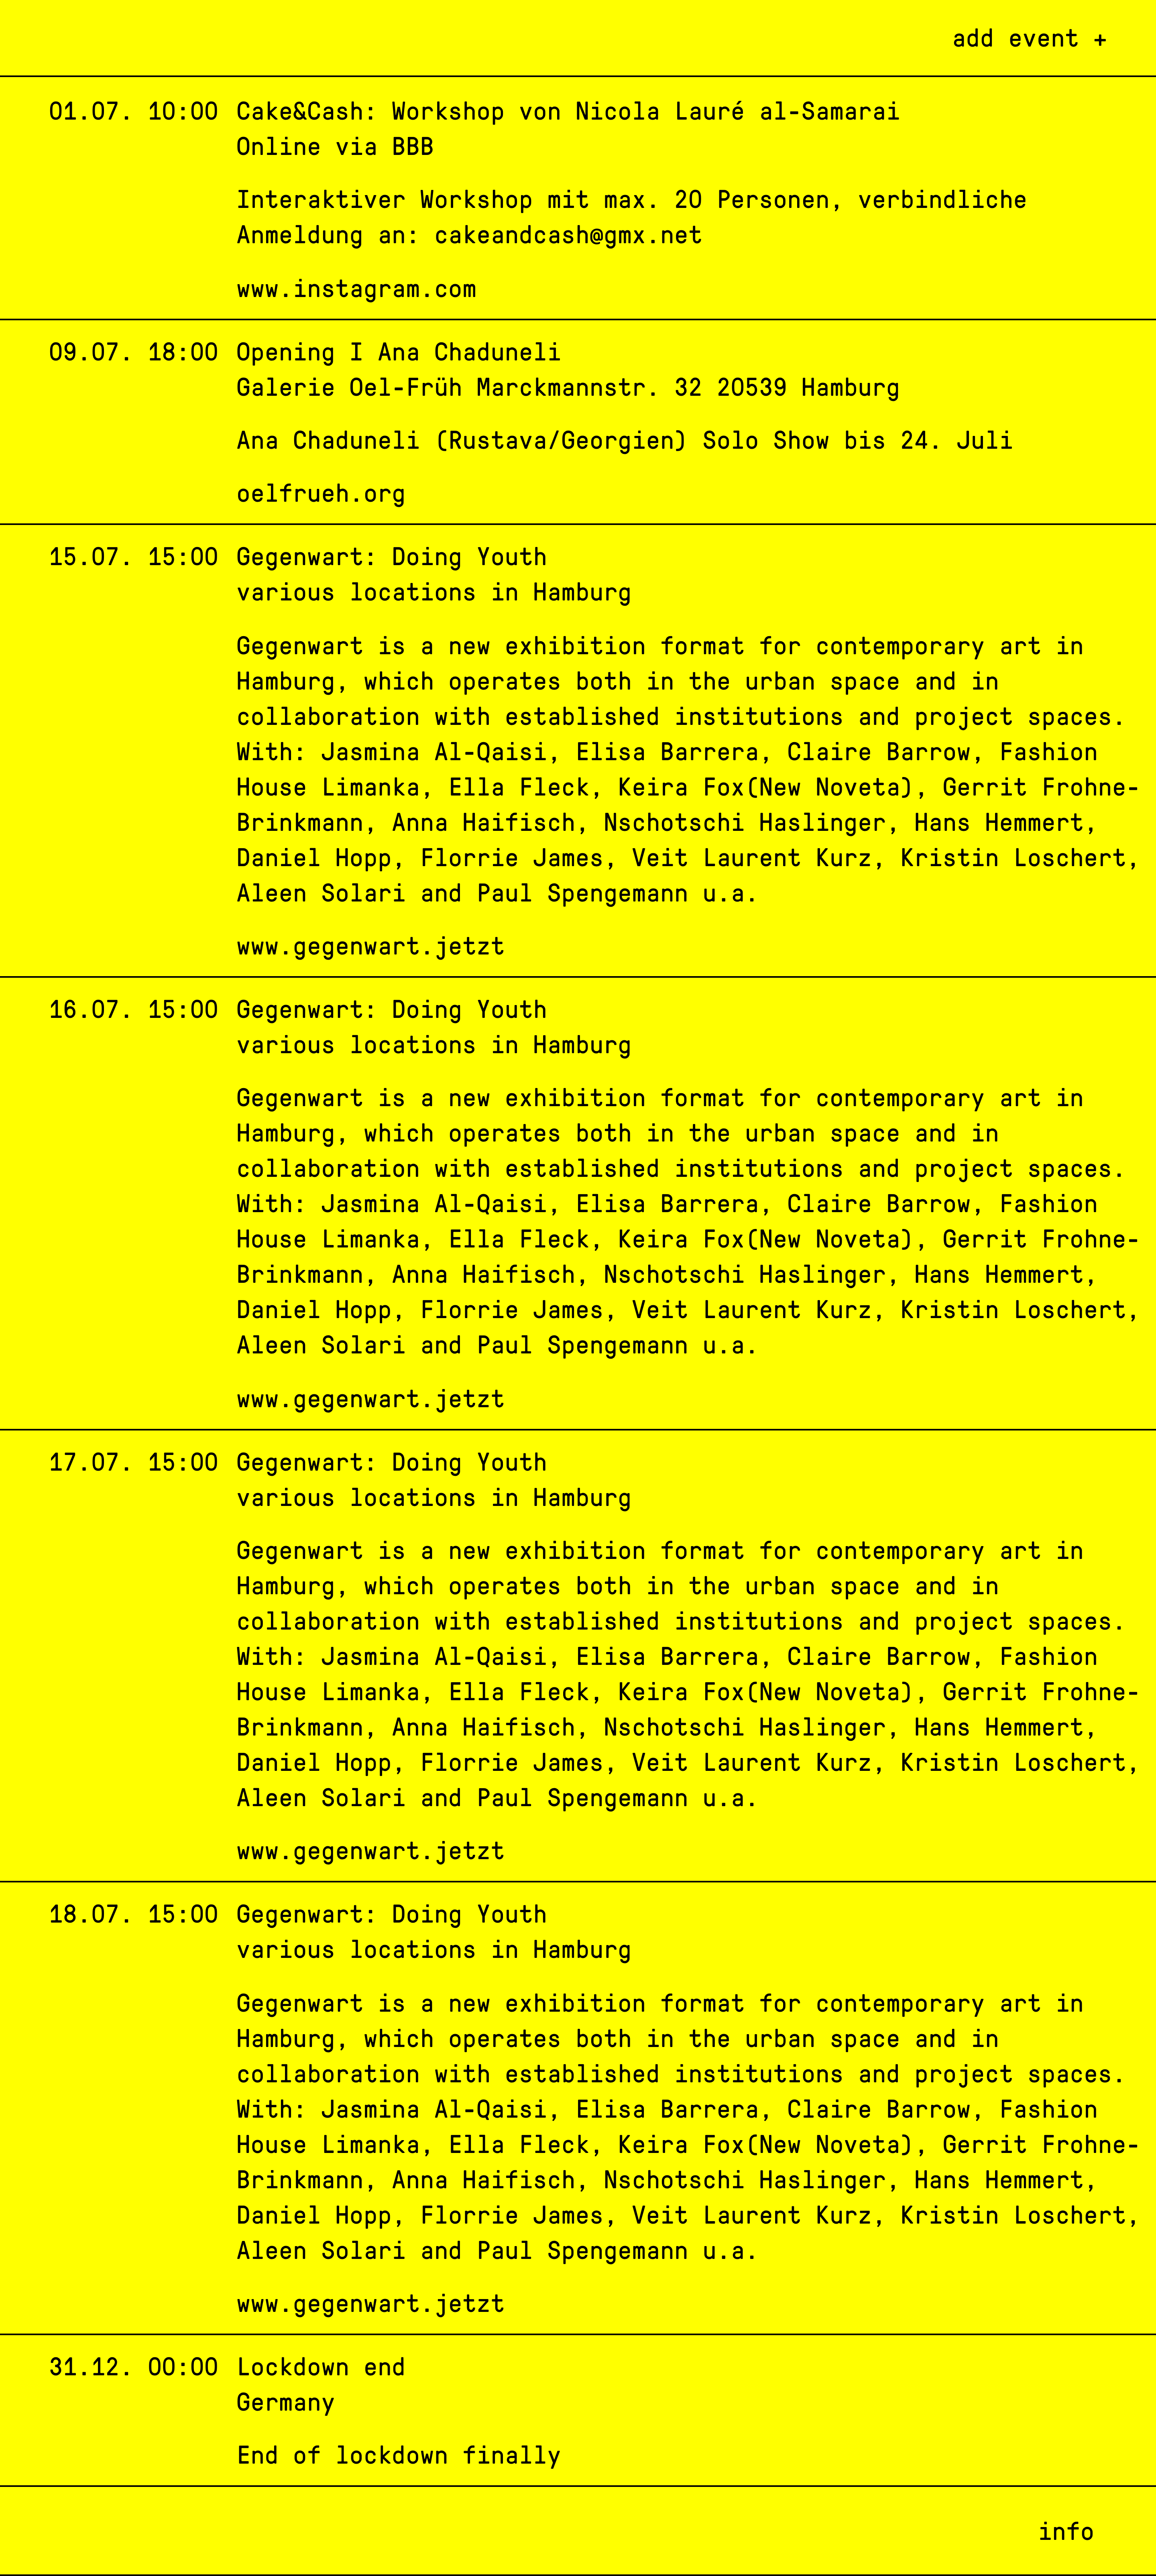 add event +
01.07. 10:00 Cake&Cash: Workshop von Nicola Lauré al-Samarai
Online via BBB
Interaktiver Workshop mit max. 20 Personen, verbindliche
Anmeldung an: cakeandcash@gmx.net
www.instagram.com
09.07. 18:00 Opening I Ana Chaduneli
Galerie Oel-Früh Marckmannstr. 32 20539 Hamburg
Ana Chaduneli (Rustava/Georgien) Solo Show bis 24. Juli
oelfrueh.org
15.07. 15:00 Gegenwart: Doing Youth
various locations in Hamburg
Gegenwart is a new exhibition format for contemporary art in
Hamburg, which operates both in the urban space and in
collaboration with established institutions and project spaces.
With: Jasmina Al-Qaisi, Elisa Barrera, Claire Barrow, Fashion
House Limanka, Ella Fleck, Keira Fox(New Noveta), Gerrit Frohne-
Brinkmann, Anna Haifisch, Nschotschi Haslinger, Hans Hemmert,
Daniel Hopp, Florrie James, Veit Laurent Kurz, Kristin Loschert,
Aleen Solari and Paul Spengemann u.a.
www.gegenwart.jetzt
16.07. 15:00 Gegenwart: Doing Youth
various locations in Hamburg
Gegenwart is a new exhibition format for contemporary art in
Hamburg, which operates both in the urban space and in
collaboration with established institutions and project spaces.
With: Jasmina Al-Qaisi, Elisa Barrera, Claire Barrow, Fashion
House Limanka, Ella Fleck, Keira Fox(New Noveta), Gerrit Frohne-
Brinkmann, Anna Haifisch, Nschotschi Haslinger, Hans Hemmert,
Daniel Hopp, Florrie James, Veit Laurent Kurz, Kristin Loschert,
Aleen Solari and Paul Spengemann u.a.
www.gegenwart.jetzt
17.07. 15:00 Gegenwart: Doing Youth
various locations in Hamburg
Gegenwart is a new exhibition format for contemporary art in
Hamburg, which operates both in the urban space and in
collaboration with established institutions and project spaces.
With: Jasmina Al-Qaisi, Elisa Barrera, Claire Barrow, Fashion
House Limanka, Ella Fleck, Keira Fox(New Noveta), Gerrit Frohne-
Brinkmann, Anna Haifisch, Nschotschi Haslinger, Hans Hemmert,
Daniel Hopp, Florrie James, Veit Laurent Kurz, Kristin Loschert,
Aleen Solari and Paul Spengemann u.a.
www.gegenwart.jetzt
18.07. 15:00 Gegenwart: Doing Youth
various locations in Hamburg
Gegenwart is a new exhibition format for contemporary art in
Hamburg, which operates both in the urban space and in
collaboration with established institutions and project spaces.
With: Jasmina Al-Qaisi, Elisa Barrera, Claire Barrow, Fashion
House Limanka, Ella Fleck, Keira Fox(New Noveta), Gerrit Frohne-
Brinkmann, Anna Haifisch, Nschotschi Haslinger, Hans Hemmert,
Daniel Hopp, Florrie James, Veit Laurent Kurz, Kristin Loschert,
Aleen Solari and Paul Spengemann u.a.
www.gegenwart.jetzt
31.12. 00:00 Lockdown end
Germany
End of lockdown finally
info